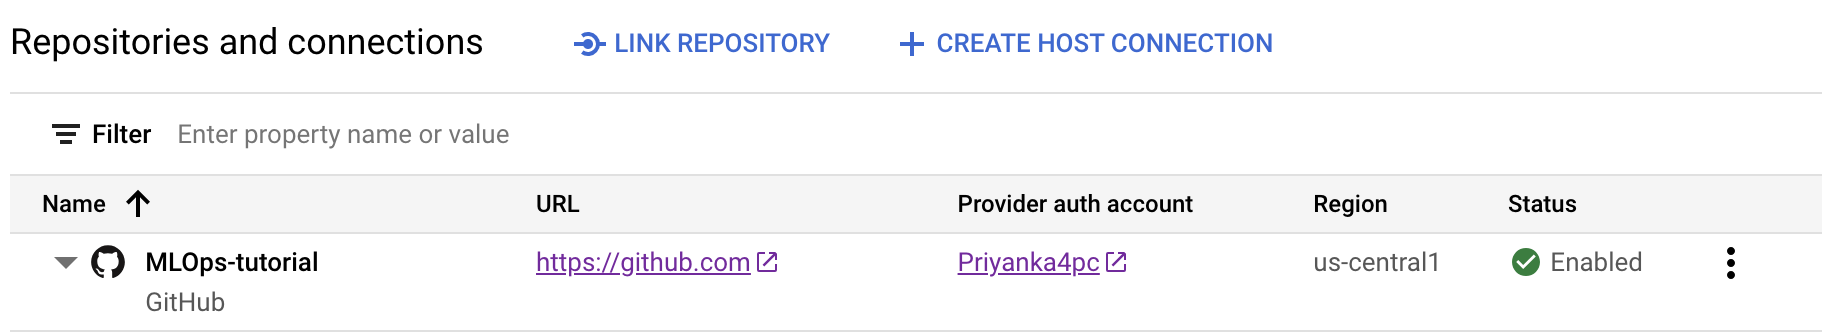 Repositories and connections LINK REPOSITORY CREATE HOST CONNECTION
Filter Enter property name or value
Name URL Provider auth account Region Status
MLOps-tutorial https://github.com Priyanka4pc us-central1 Enabled
GitHub